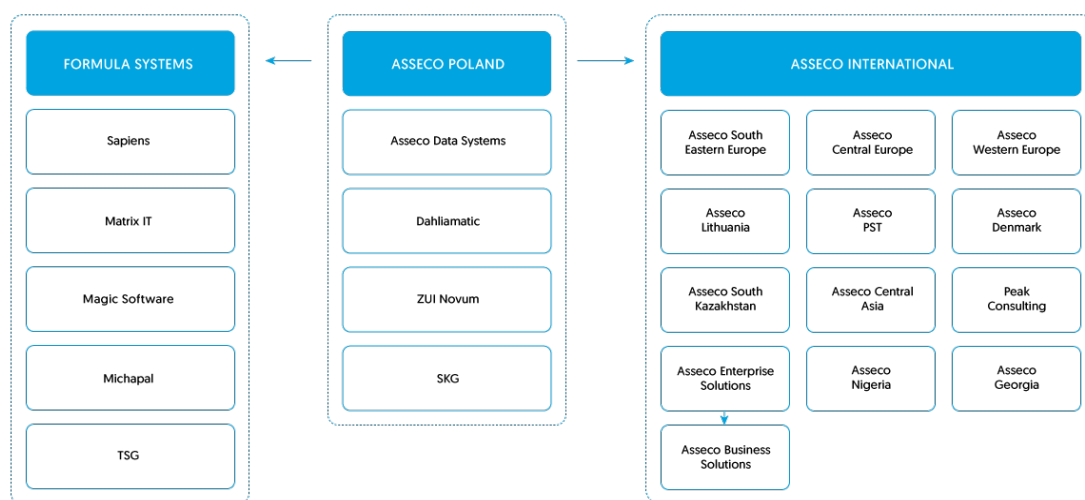 FORMULA SYSTEMS
Sapiens
Matrix IT
Magic Software
Michapal
TSG
ASSECO POLAND
Asseco Data Systems
Dahliamatic
ZUI Novum
SKG
ASSECO INTERNATIONAL
Asseco South
Eastern Europe
Asseco
Central Europe
Asseco
Western Europe
Asseco
Lithuania
Asseco
PST
Asseco
Denmark
Asseco South
Kazakhstan
Asseco Central
Asia
Peak
Consulting
Asseco Enterprise
Solutions
Asseco
Nigeria
Asseco
Georgia
Asseco Business
Solutions